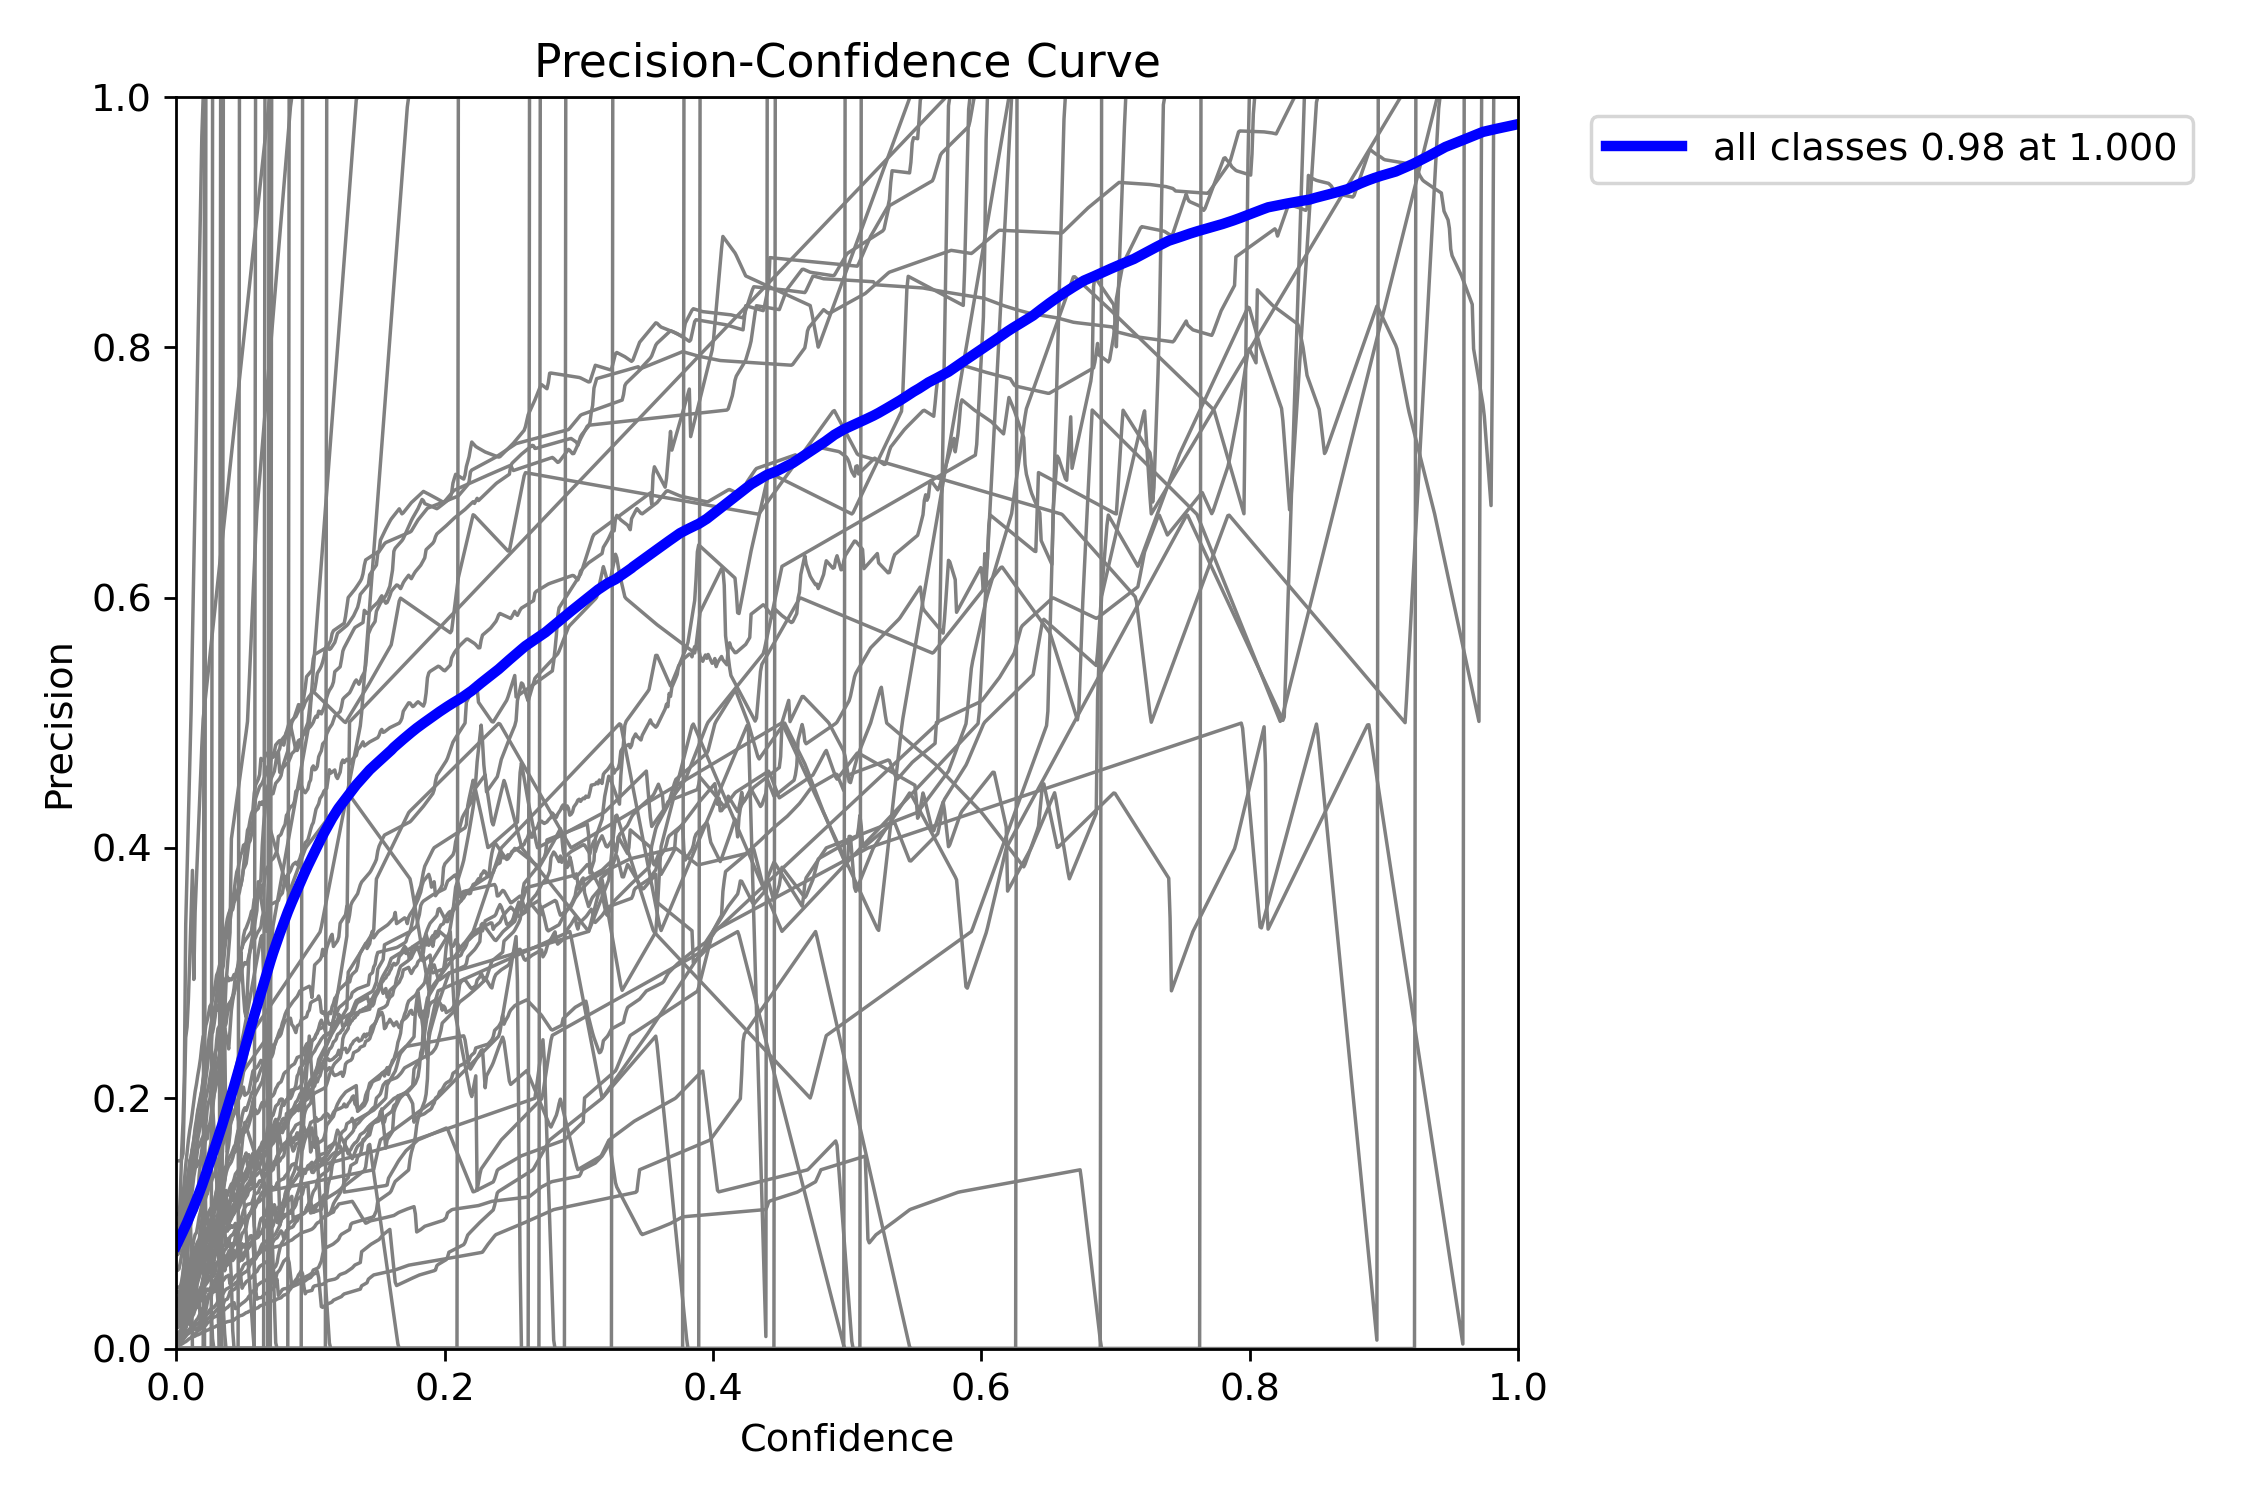 Precision-Confidence Curve
all classes 0.98 at 1.000
Precision
1.0
0.8
0.6
0.4
0.2
0.0
0.0 0.2 0.4 0.6 0.8 1.0
Confidence